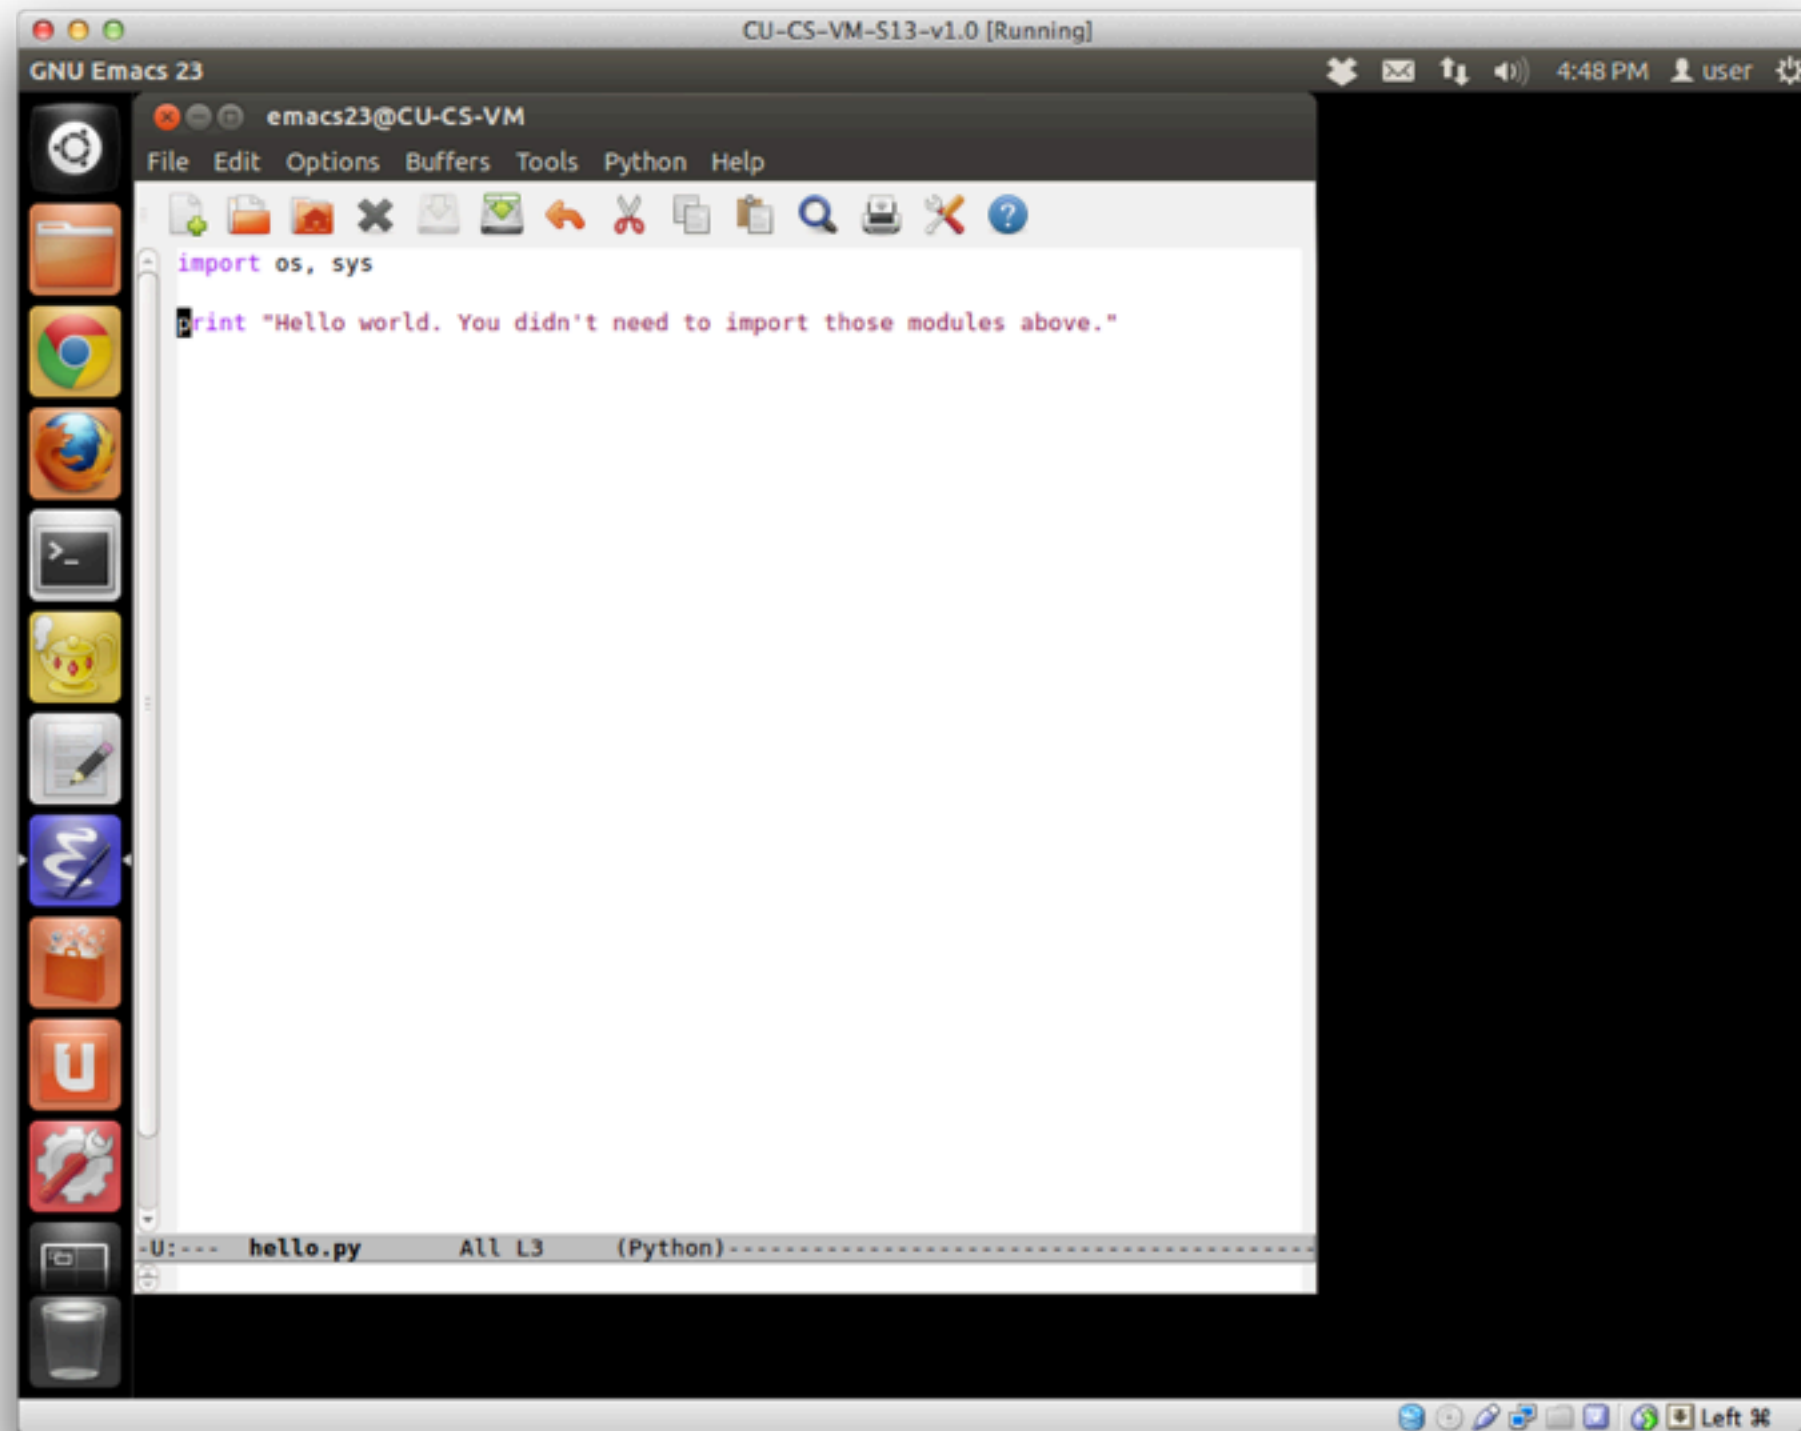 CU-CS-VM-S13-v1.0 [Running]
GNU Emacs 23 4:48 PM user
emacs23@CU-CS-VM
File Edit Options Buffers Tools Python Help
import os, sys
print "Hello world. You didn't need to import those modules above."
-U:--- hello.py All L3 (Python)----------------------------------------
Left ⌘